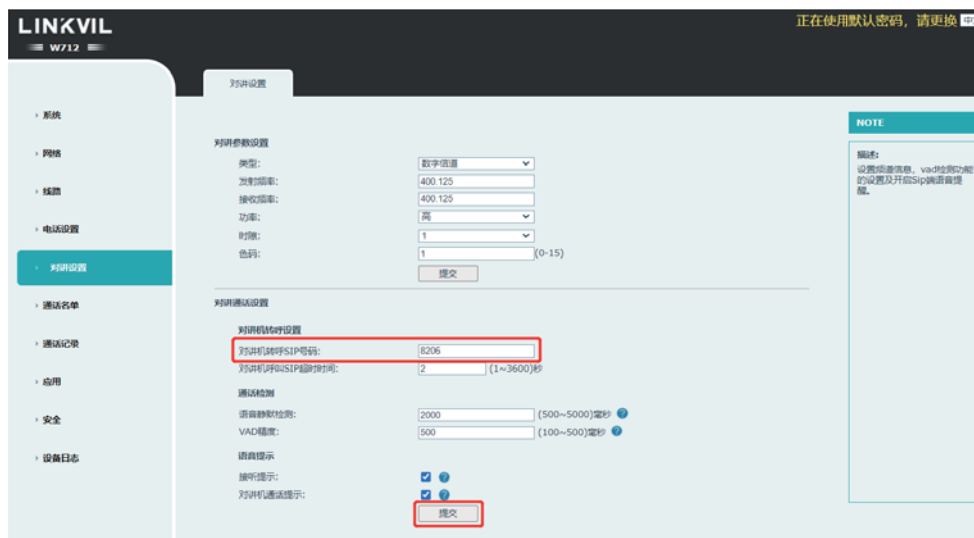 LINKVIL
W712
正在使用默认密码，请更换
对讲设置
系统
网络
线路
电话设置
对讲设置
通话名单
通话记录
应用
安全
设备日志
对讲参数设置
类型: 数字信道
发射频率: 400.125
接收频率: 400.125
功率: 高
时隙: 1
色码: 1 (0-15)
提交
对讲通话设置
对讲机转呼设置
对讲机转呼SIP号码: 8206
对讲机呼叫SIP超时时间: 2 (1~3600)秒
通话检测
语音静默检测: 2000 (500~5000)毫秒
VAD精度: 500 (100~500)毫秒
语音提示
接听提示:
对讲机通话提示:
提交
NOTE
描述:
设置频道信息，vad检测功能
的设置及开启Sip端语音提
醒。